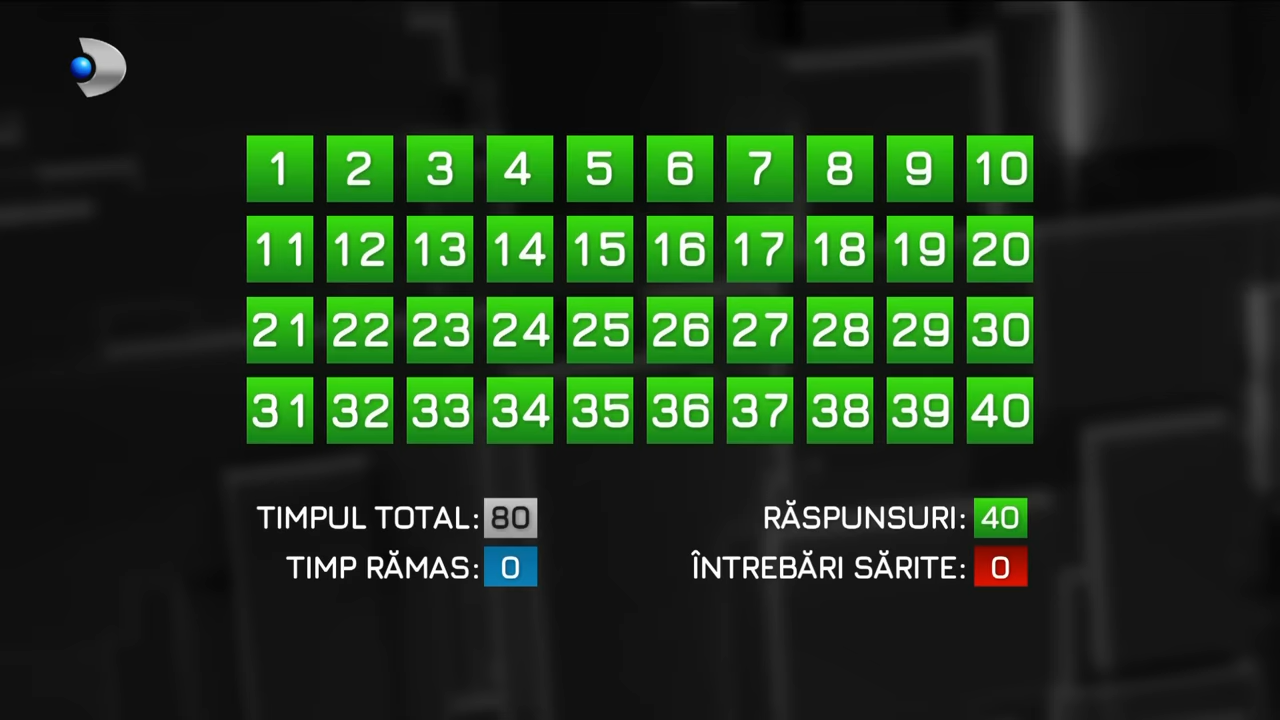 1 2 3 4 5 6 7 8 9 10
11 12 13 14 15 16 17 18 19 20
21 22 23 24 25 26 27 28 29 30
31 32 33 34 35 36 37 38 39 40
TIMPUL TOTAL: 80
TIMP RĂMAS: 0
RĂSPUNSURI: 40
ÎNTREBĂRI SĂRITE: 0